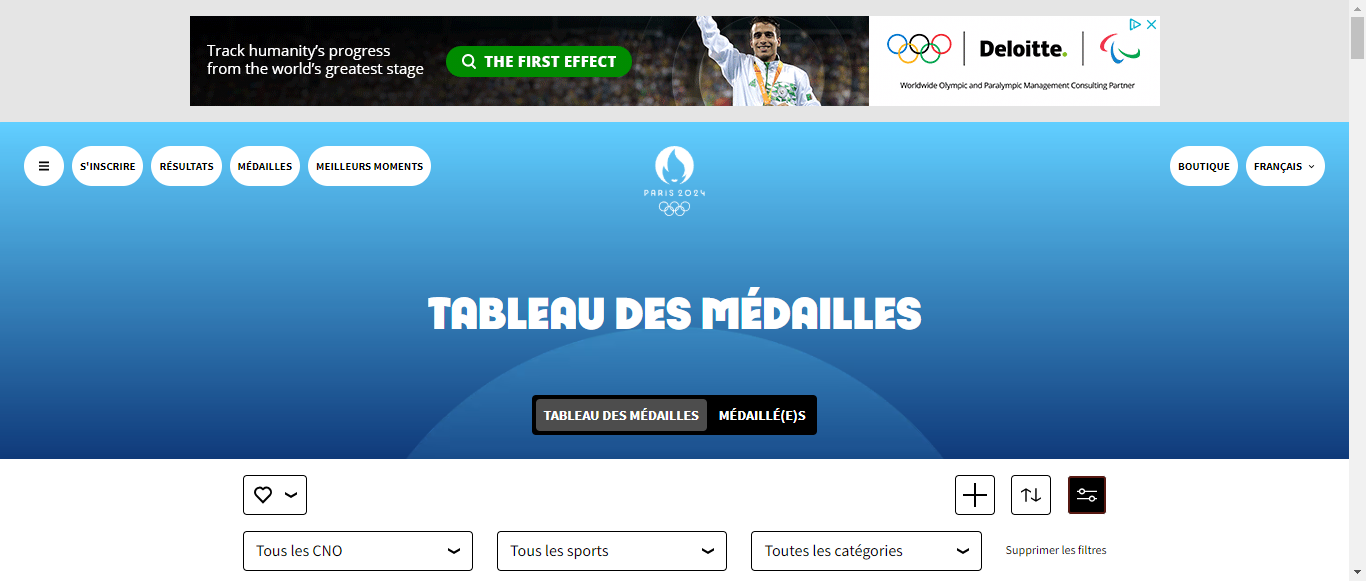 Track humanity's progress
from the world's greatest stage
THE FIRST EFFECT
Deloitte.
Worldwide Olympic and Paralympic Management Consulting Partner
S'INSCRIRE
RÉSULTATS
MÉDAILLES
MEILLEURS MOMENTS
PARIS 2024
BOUTIQUE
FRANÇAIS
TABLEAU DES MÉDAILLES
TABLEAU DES MÉDAILLES
MÉDAILLÉ(E)S
Tous les CNO
Tous les sports
Toutes les catégories
Supprimer les filtres